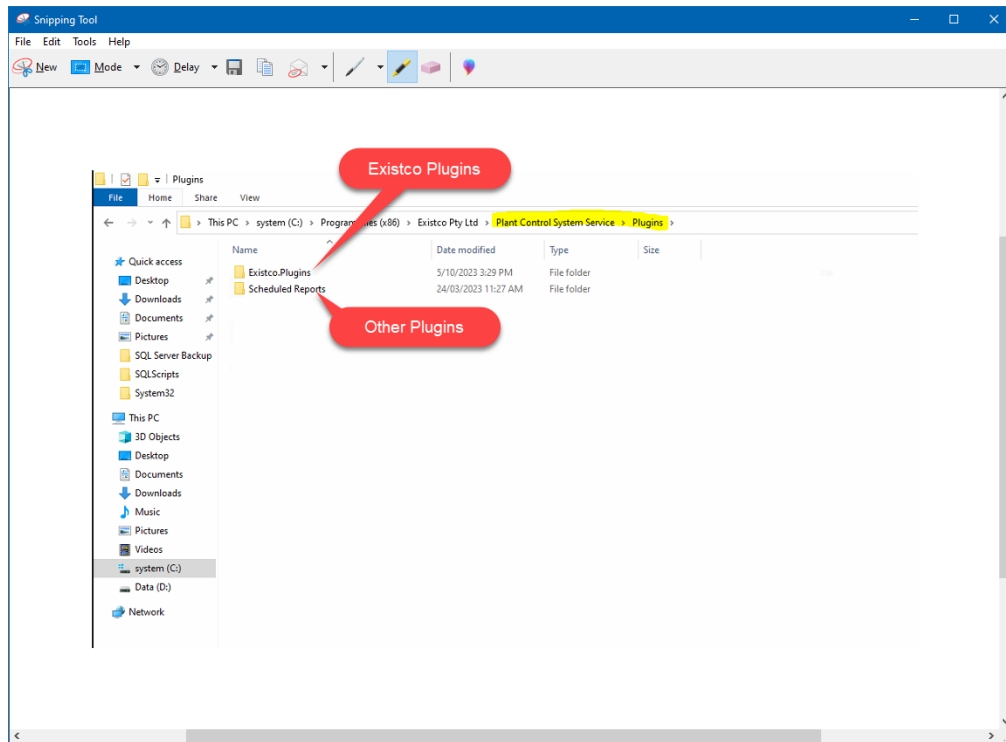 Snipping Tool
File Edit Tools Help
New Mode Delay
Existco Plugins
Plugins
File Home Share View
This PC › system (C:) › Program es (x86) › Existco Pty Ltd › Plant Control System Service › Plugins ›
Name Date modified Type Size
Quick access
Existco.Plugins 5/10/2023 3:29 PM File folder
Desktop
Scheduled Reports 24/03/2023 11:27 AM File folder
Downloads
Documents
Other Plugins
Pictures
SQL Server Backup
SQLScripts
System32
This PC
3D Objects
Desktop
Documents
Downloads
Music
Pictures
Videos
system (C:)
Data (D:)
Network